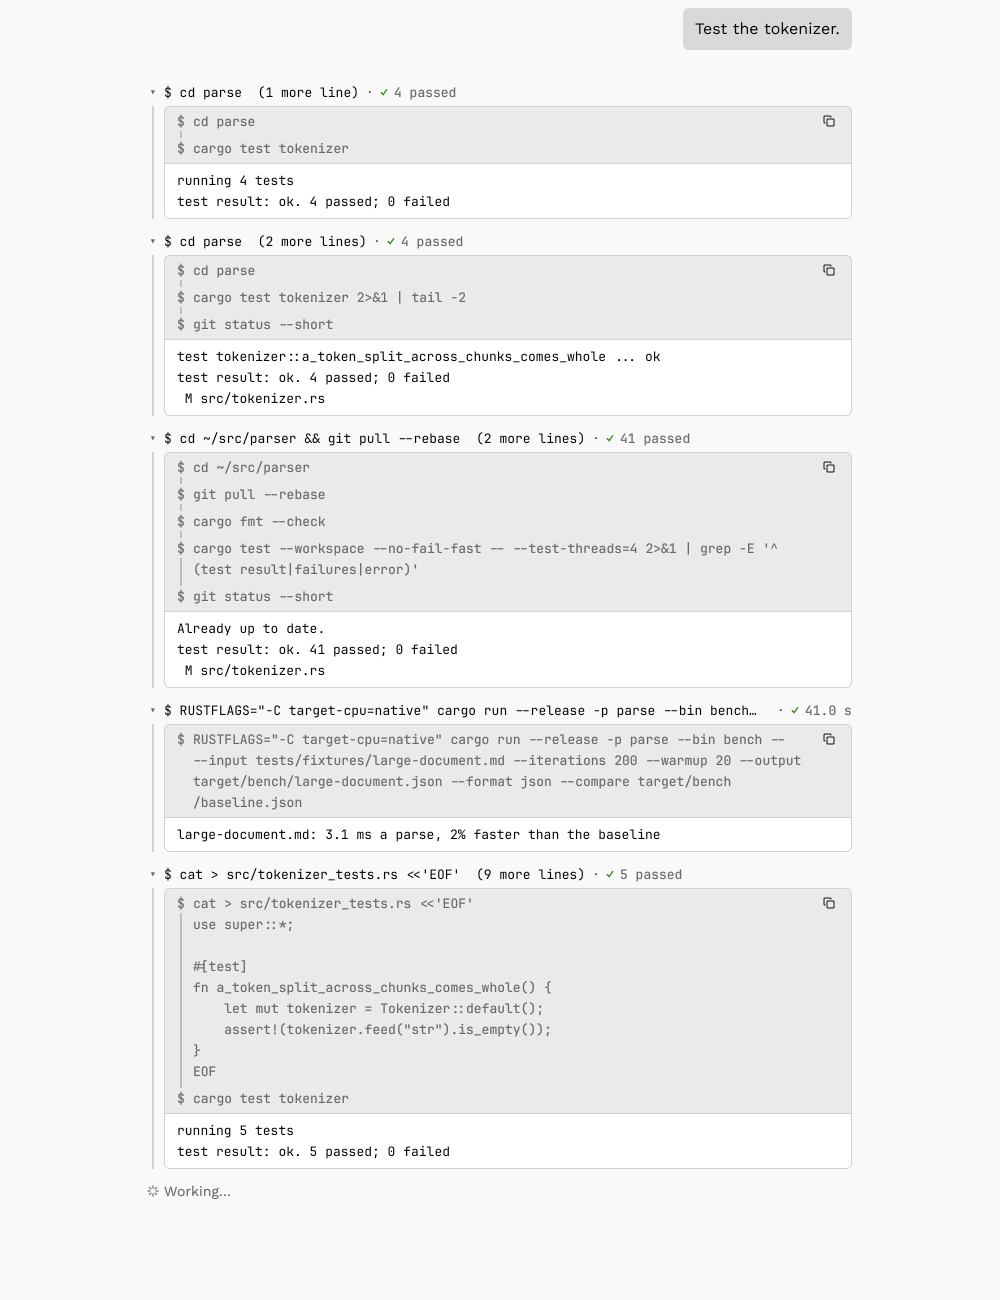 Test the tokenizer.
$ cd parse  (1 more line) · ✓ 4 passed
$ cd parse
$ cargo test tokenizer
running 4 tests
test result: ok. 4 passed; 0 failed
$ cd parse  (2 more lines) · ✓ 4 passed
$ cd parse
$ cargo test tokenizer 2>&1 | tail -2
$ git status --short
test tokenizer::a_token_split_across_chunks_comes_whole ... ok
test result: ok. 4 passed; 0 failed
 M src/tokenizer.rs
$ cd ~/src/parser && git pull --rebase  (2 more lines) · ✓ 41 passed
$ cd ~/src/parser
$ git pull --rebase
$ cargo fmt --check
$ cargo test --workspace --no-fail-fast -- --test-threads=4 2>&1 | grep -E '^
(test result|failures|error)'
$ git status --short
Already up to date.
test result: ok. 41 passed; 0 failed
 M src/tokenizer.rs
$ RUSTFLAGS="-C target-cpu=native" cargo run --release -p parse --bin bench… · ✓ 41.0 s
$ RUSTFLAGS="-C target-cpu=native" cargo run --release -p parse --bin bench --
--input tests/fixtures/large-document.md --iterations 200 --warmup 20 --output
target/bench/large-document.json --format json --compare target/bench
/baseline.json
large-document.md: 3.1 ms a parse, 2% faster than the baseline
$ cat > src/tokenizer_tests.rs <<'EOF'  (9 more lines) · ✓ 5 passed
$ cat > src/tokenizer_tests.rs <<'EOF'
use super::*;

#[test]
fn a_token_split_across_chunks_comes_whole() {
    let mut tokenizer = Tokenizer::default();
    assert!(tokenizer.feed("str").is_empty());
}
EOF
$ cargo test tokenizer
running 5 tests
test result: ok. 5 passed; 0 failed
Working...